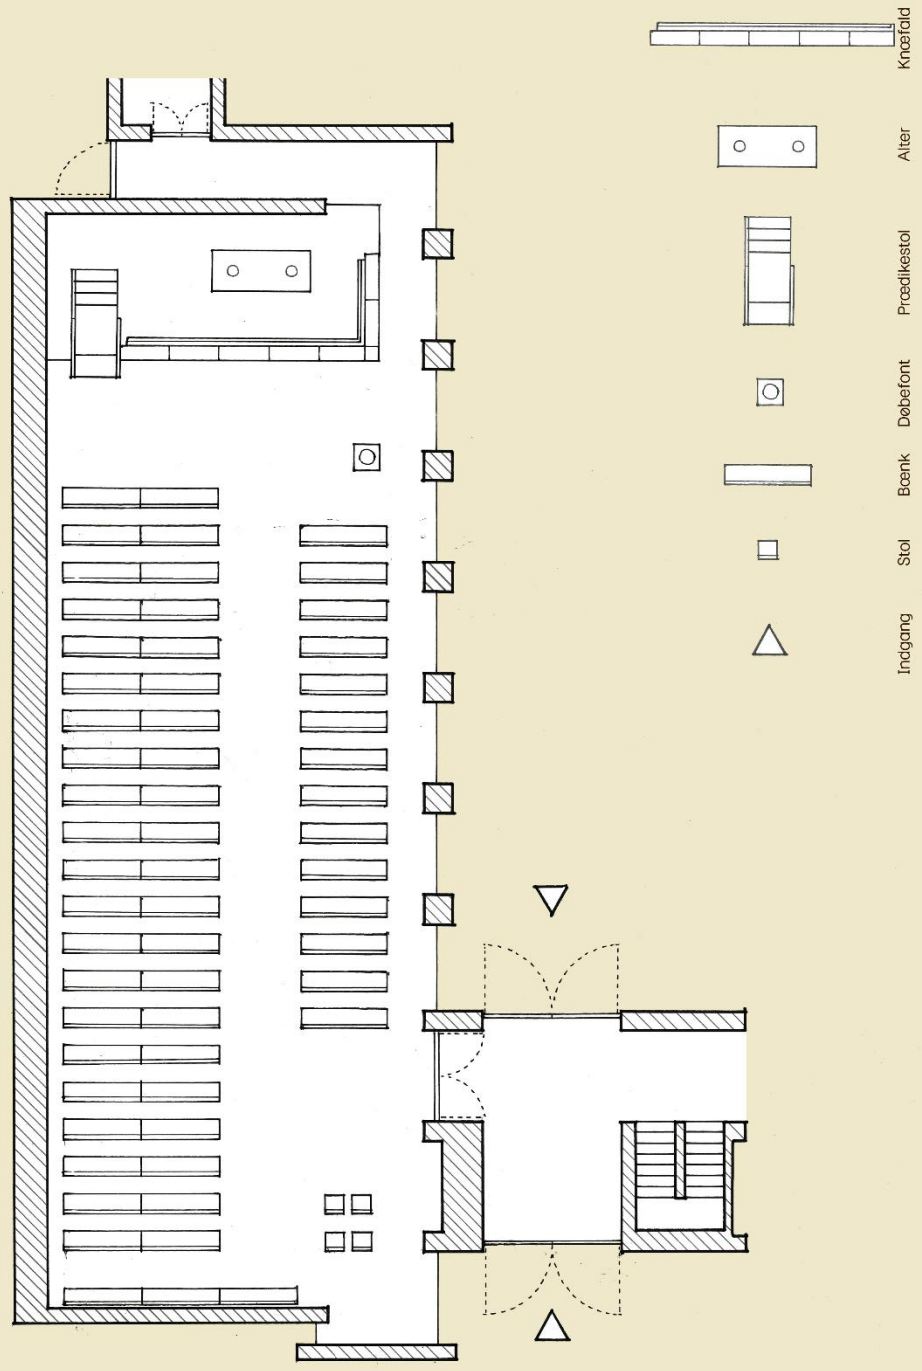 Knæfald
Alter
Prædikestol
Døbefont
Bænk
Stol
Indgang